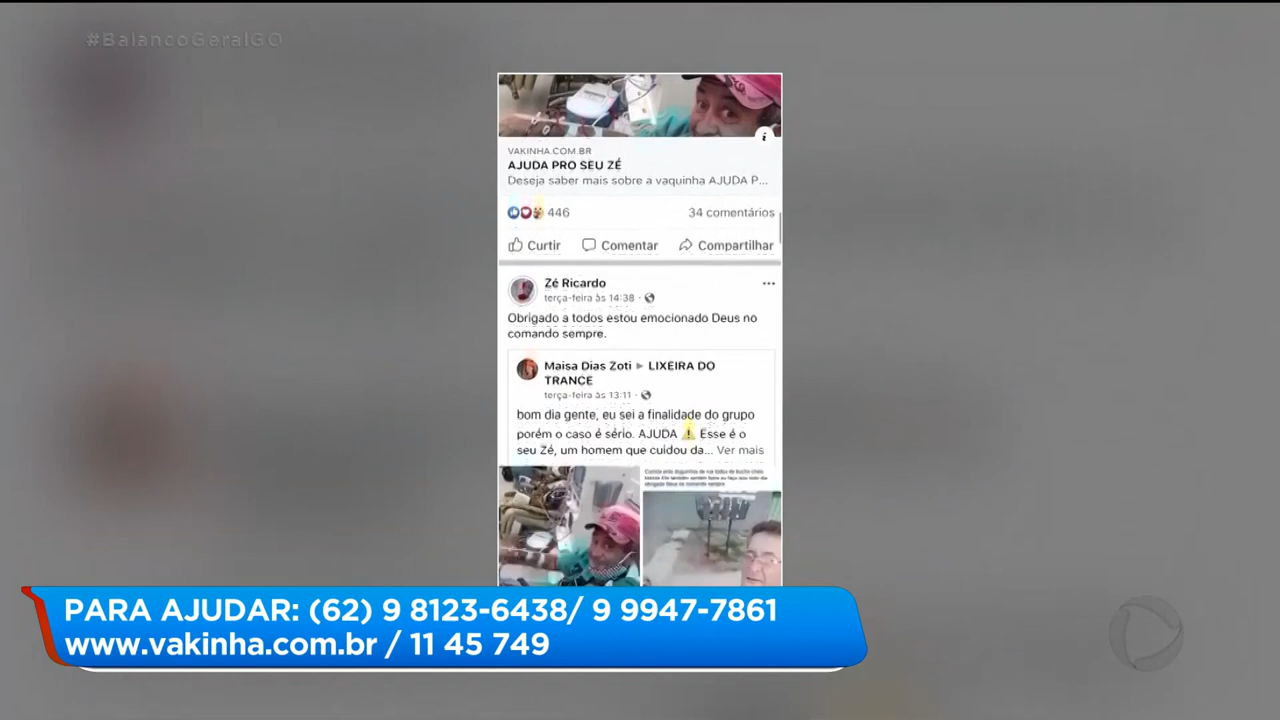 #BalancoGeralGO
VAKINHA.COM.BR
AJUDA PRO SEU ZÉ
Deseja saber mais sobre a vaquinha AJUDA P...
446
34 comentários
Curtir
Comentar
Compartilhar
Zé Ricardo
terça-feira às 14:38 ·
Obrigado a todos estou emocionado Deus no
comando sempre.
Maisa Dias Zoti ▶ LIXEIRA DO
TRANCE
terça-feira às 13:11 ·
bom dia gente, eu sei a finalidade do grupo
porém o caso é sério. AJUDA ⚠ Esse é o
seu Zé, um homem que cuidou da... Ver mais
PARA AJUDAR: (62) 9 8123-6438/ 9 9947-7861
www.vakinha.com.br / 11 45 749